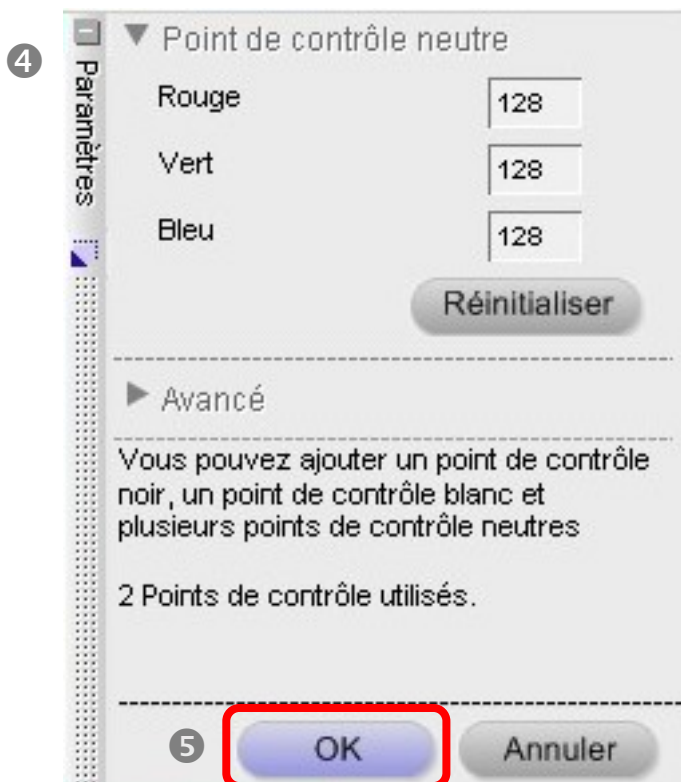 ❹
Paramètres
Point de contrôle neutre
Rouge 128
Vert 128
Bleu 128
Réinitialiser
Avancé
Vous pouvez ajouter un point de contrôle
noir, un point de contrôle blanc et
plusieurs points de contrôle neutres
2 Points de contrôle utilisés.
❺ OK Annuler